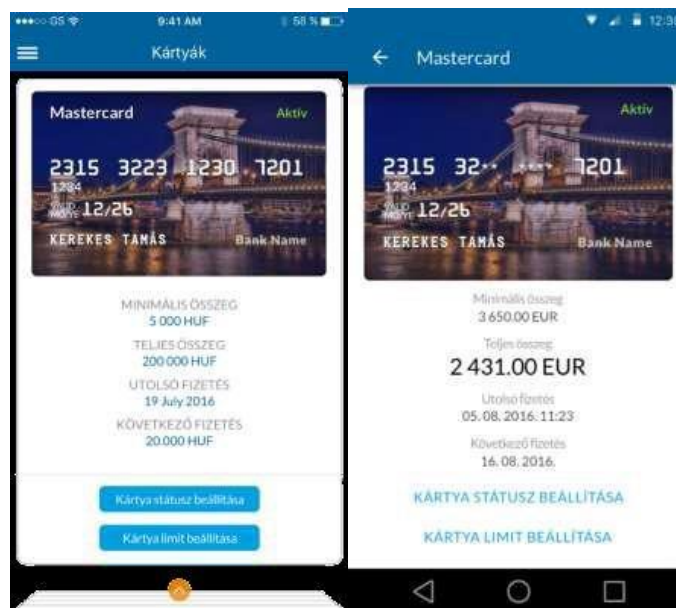 GS
9:41 AM
58 %
Kártyák
Mastercard
Aktív
2315 3223 1230 7201
1234
12/26
KEREKES TAMÁS
Bank Name
MINIMÁLIS ÖSSZEG
5 000 HUF
TELJES ÖSSZEG
200 000 HUF
UTOLSÓ FIZETÉS
19 July 2016
KÖVETKEZŐ FIZETÉS
20.000 HUF
Kártya státusz beállítása
Kártya limit beállítása
12:30
Mastercard
Aktív
2315 32** **** 7201
1234
12/26
KEREKES TAMÁS
Bank Name
Minimális összeg
3 650.00 EUR
Teljes összeg
2 431.00 EUR
Utolsó fizetés
05. 08. 2016. 11:23
Következő fizetés
16. 08. 2016.
KÁRTYA STÁTUSZ BEÁLLÍTÁSA
KÁRTYA LIMIT BEÁLLÍTÁSA